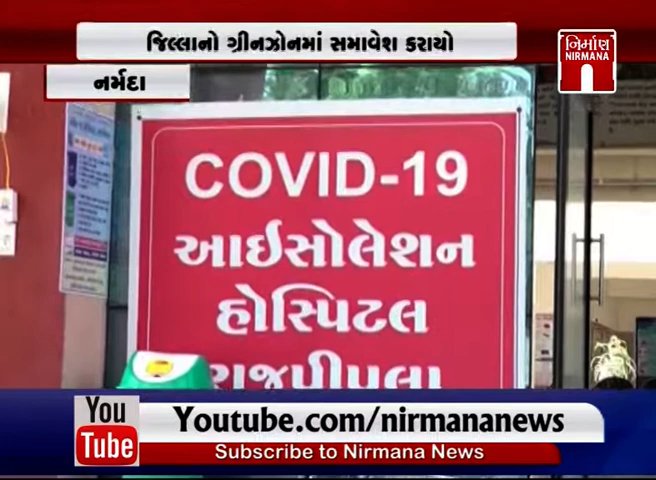 જિલ્લાનો ગ્રીનઝોનમાં સમાવેશ કરાયો
निर्माण
NIRMANA
નર્મદા
COVID-19
આઇસોલેશન
હોસ્પિટલ
રાજપીપલા
You
Tube
Youtube.com/nirmananews
Subscribe to Nirmana News